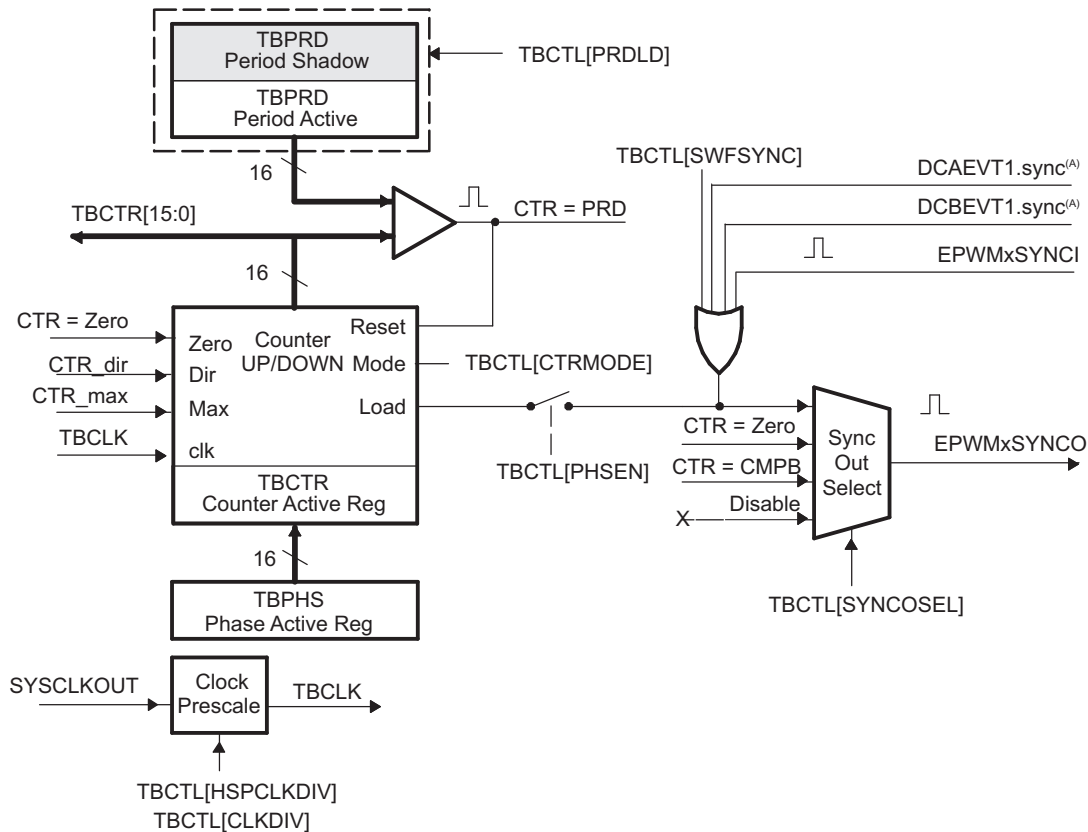 TBPRD
Period Shadow
TBPRD
Period Active
TBCTL[PRDLD]
16
TBCTR[15:0]
CTR = PRD
16
TBCTL[SWFSYNC]
DCAEVT1.sync(A)
DCBEVT1.sync(A)
EPWMxSYNCI
CTR = Zero
CTR_dir
CTR_max
TBCLK
Zero
Dir
Max
clk
Counter
UP/DOWN
Reset
Mode
Load
TBCTL[CTRMODE]
TBCTL[PHSEN]
TBCTR
Counter Active Reg
16
TBPHS
Phase Active Reg
CTR = Zero
CTR = CMPB
Disable
X
Sync
Out
Select
EPWMxSYNCO
TBCTL[SYNCOSEL]
SYSCLKOUT
Clock
Prescale
TBCLK
TBCTL[HSPCLKDIV]
TBCTL[CLKDIV]